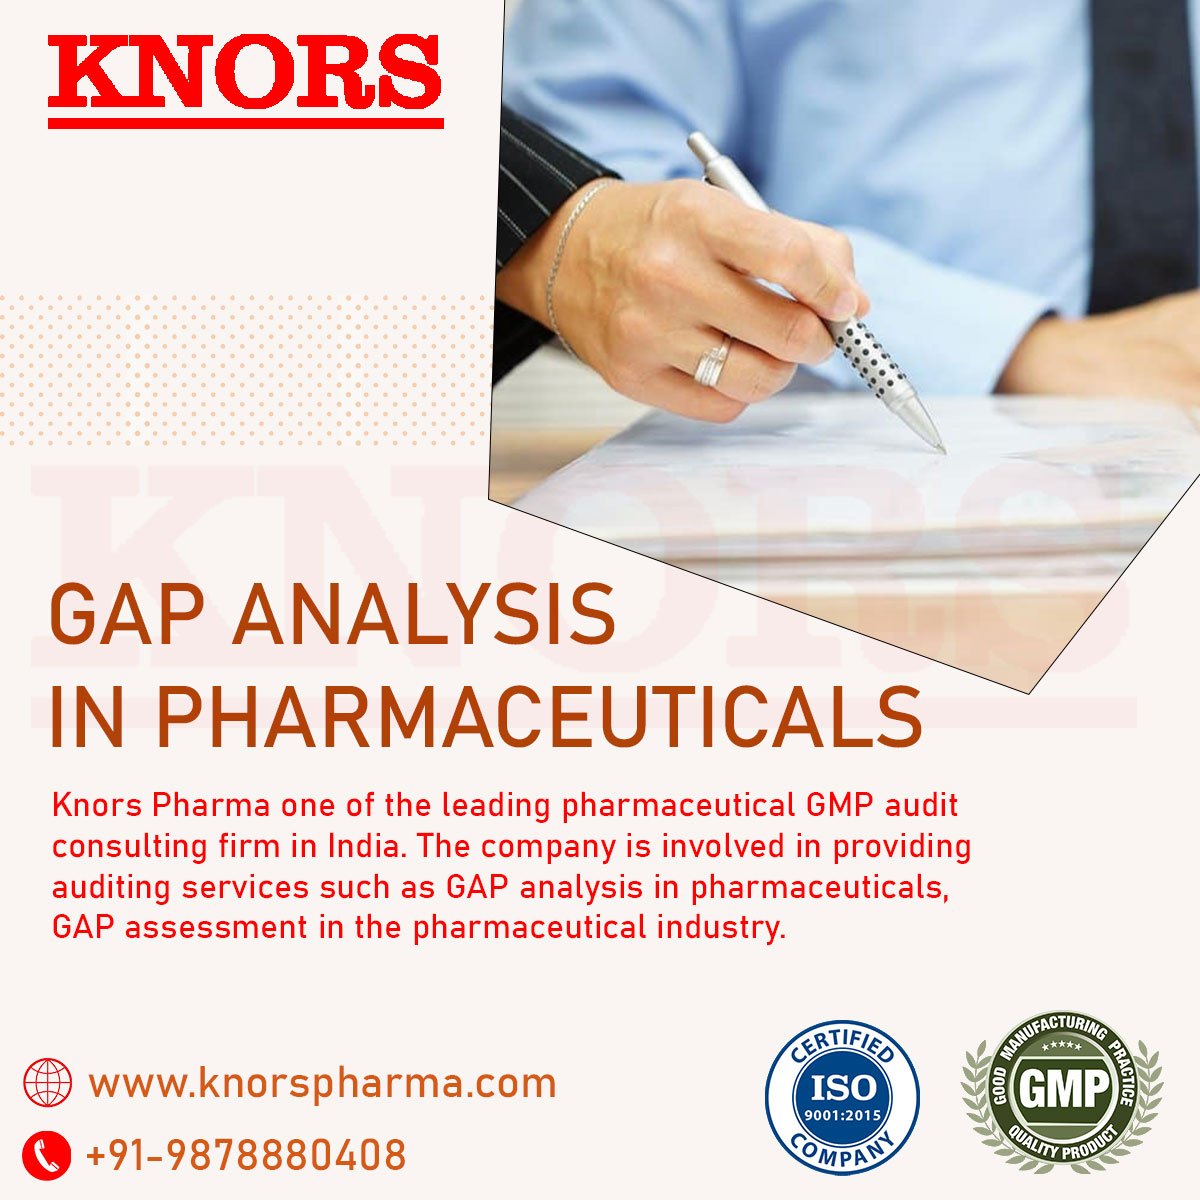 KNORS
KNORS
GAP ANALYSIS
IN PHARMACEUTICALS
Knors Pharma one of the leading pharmaceutical GMP audit
consulting firm in India. The company is involved in providing
auditing services such as GAP analysis in pharmaceuticals,
GAP assessment in the pharmaceutical industry.
www.knorspharma.com
+91-9878880408
CERTIFIED
ISO
9001:2015
COMPANY
GOOD MANUFACTURING PRACTICE
GMP
QUALITY PRODUCT